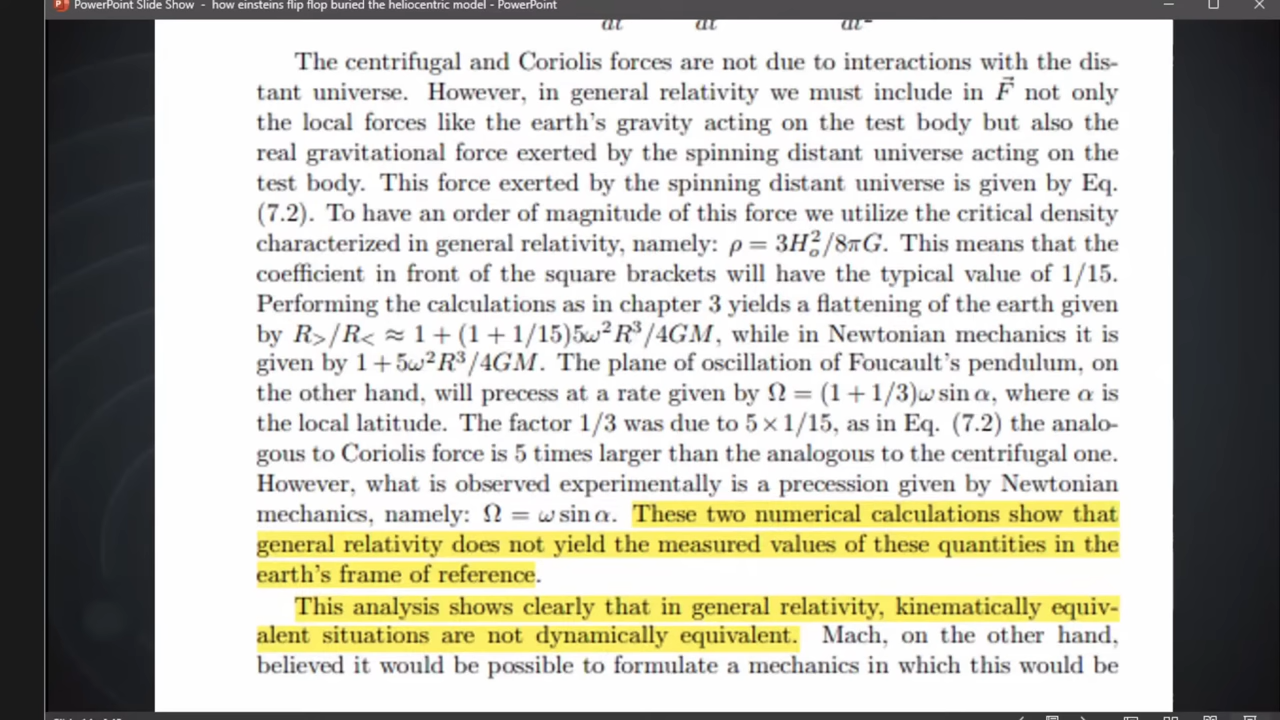 PowerPoint Slide Show - how einsteins flip flop buried the heliocentric model - PowerPoint
dt dt dt²
The centrifugal and Coriolis forces are not due to interactions with the dis-
tant universe. However, in general relativity we must include in F⃗ not only
the local forces like the earth's gravity acting on the test body but also the
real gravitational force exerted by the spinning distant universe acting on the
test body. This force exerted by the spinning distant universe is given by Eq.
(7.2). To have an order of magnitude of this force we utilize the critical density
characterized in general relativity, namely: ρ = 3H²ₒ/8πG. This means that the
coefficient in front of the square brackets will have the typical value of 1/15.
Performing the calculations as in chapter 3 yields a flattening of the earth given
by R>/R< ≈ 1 + (1 + 1/15)5ω²R³/4GM, while in Newtonian mechanics it is
given by 1 + 5ω²R³/4GM. The plane of oscillation of Foucault's pendulum, on
the other hand, will precess at a rate given by Ω = (1 + 1/3)ω sin α, where α is
the local latitude. The factor 1/3 was due to 5 × 1/15, as in Eq. (7.2) the analo-
gous to Coriolis force is 5 times larger than the analogous to the centrifugal one.
However, what is observed experimentally is a precession given by Newtonian
mechanics, namely: Ω = ω sin α. These two numerical calculations show that
general relativity does not yield the measured values of these quantities in the
earth's frame of reference.
This analysis shows clearly that in general relativity, kinematically equiv-
alent situations are not dynamically equivalent. Mach, on the other hand,
believed it would be possible to formulate a mechanics in which this would be